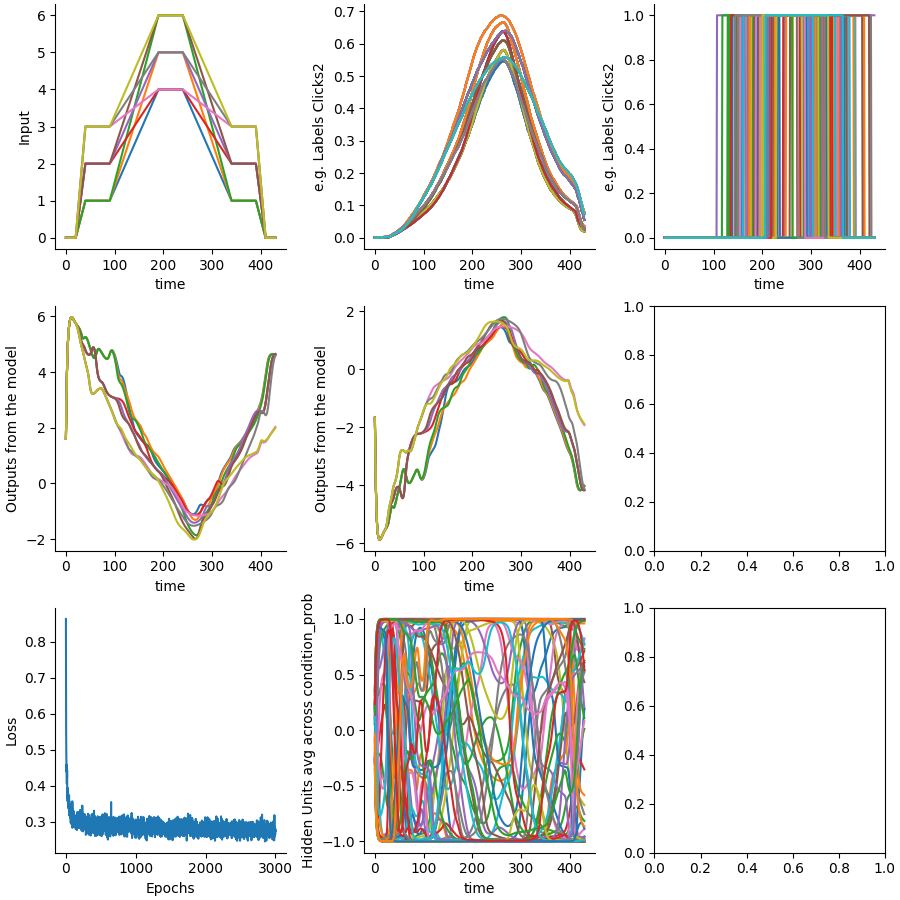 6
5
4
3
2
1
0
Input
0 100 200 300 400
time
0.7
0.6
0.5
0.4
0.3
0.2
0.1
0.0
e.g. Labels Clicks2
0 100 200 300 400
time
1.0
0.8
0.6
0.4
0.2
0.0
e.g. Labels Clicks2
0 100 200 300 400
time
6
4
2
0
−2
Outputs from the model
0 100 200 300 400
time
2
0
−2
−4
−6
Outputs from the model
0 100 200 300 400
time
1.0
0.8
0.6
0.4
0.2
0.0
0.0 0.2 0.4 0.6 0.8 1.0
0.8
0.7
0.6
0.5
0.4
0.3
Loss
0 1000 2000 3000
Epochs
1.0
0.5
0.0
−0.5
−1.0
Hidden Units avg across condition_prob
0 100 200 300 400
time
1.0
0.8
0.6
0.4
0.2
0.0
0.0 0.2 0.4 0.6 0.8 1.0